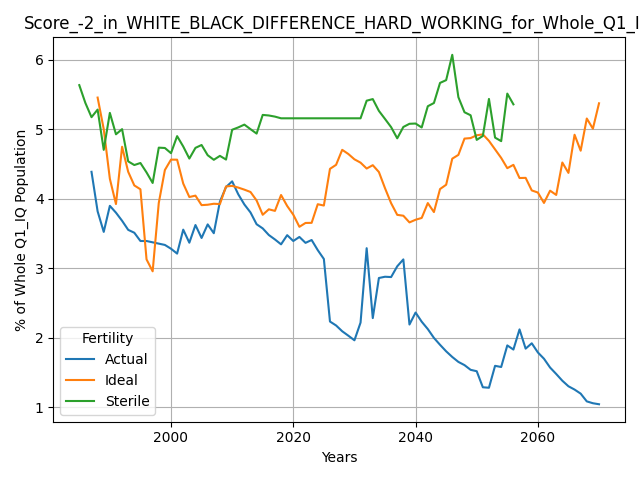 Score_-2_in_WHITE_BLACK_DIFFERENCE_HARD_WORKING_for_Whole_Q1_I
% of Whole Q1_IQ Population
6
5
4
3
2
1
Fertility
Actual
Ideal
Sterile
2000
2020
2040
2060
Years